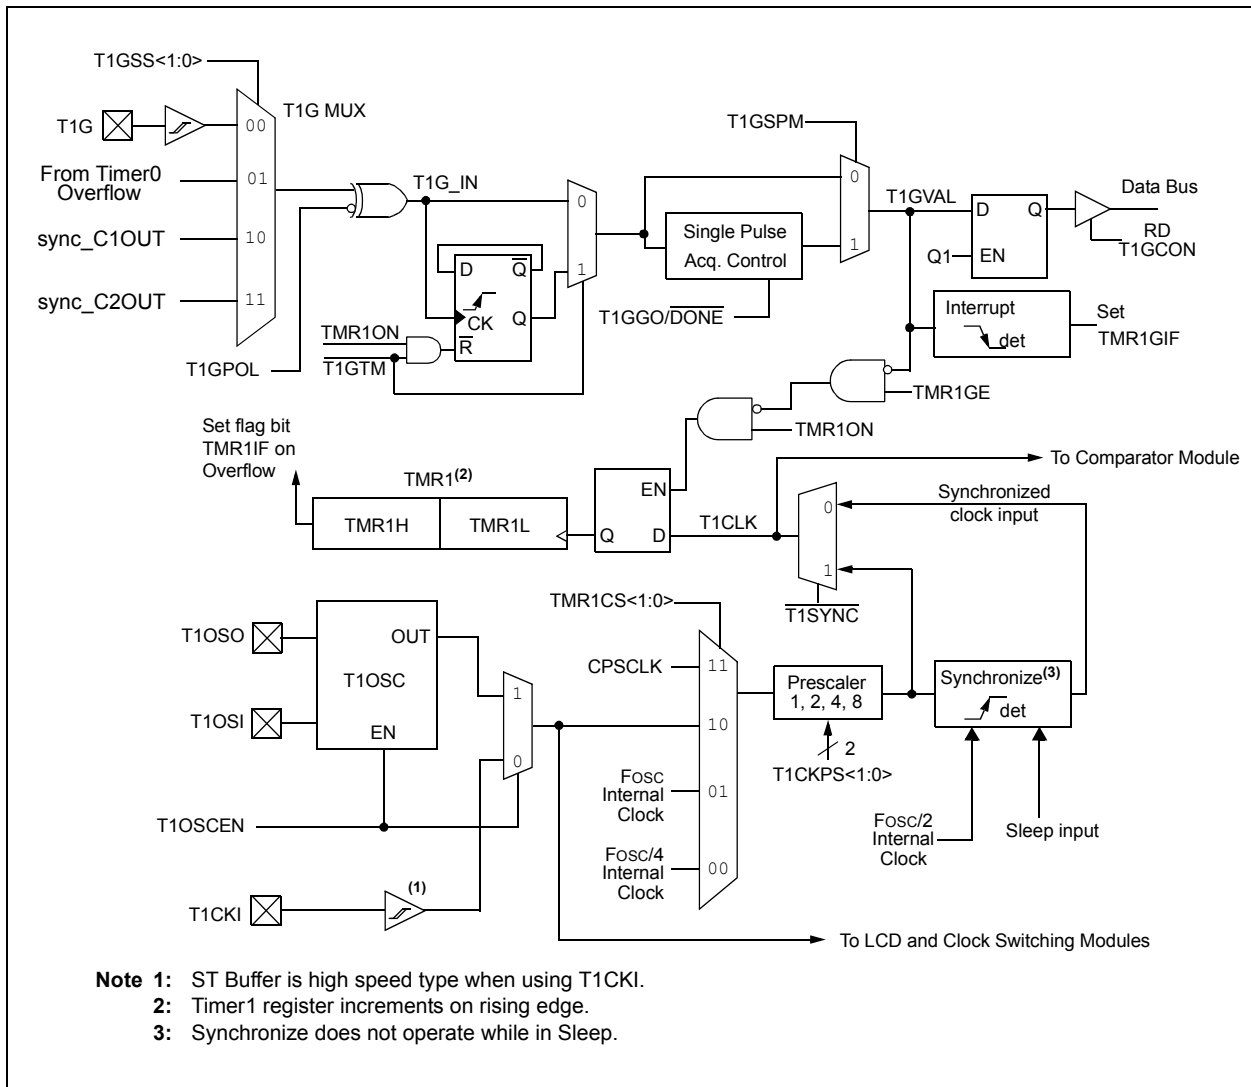 T1GSS<1:0>
T1G MUX
T1G
00
From Timer0
Overflow
01
sync_C1OUT
10
sync_C2OUT
11
T1GPOL
T1G_IN
0
1
D
Q
CK
Q
R
TMR1ON
T1GTM
T1GSPM
0
1
Single Pulse
Acq. Control
T1GGO/DONE
T1GVAL
D
Q
Q1
EN
Data Bus
RD
T1GCON
Interrupt
det
Set
TMR1GIF
TMR1GE
TMR1ON
Set flag bit
TMR1IF on
Overflow
TMR1(2)
TMR1H
TMR1L
EN
Q
D
T1CLK
To Comparator Module
0
1
Synchronized
clock input
T1SYNC
T1OSO
OUT
T1OSC
T1OSI
EN
1
0
T1OSCEN
T1CKI
(1)
TMR1CS<1:0>
CPSCLK
11
10
FOSC
Internal
Clock
01
FOSC/4
Internal
Clock
00
Prescaler
1, 2, 4, 8
2
T1CKPS<1:0>
Synchronize(3)
det
FOSC/2
Internal
Clock
Sleep input
To LCD and Clock Switching Modules
Note 1: ST Buffer is high speed type when using T1CKI.
2: Timer1 register increments on rising edge.
3: Synchronize does not operate while in Sleep.